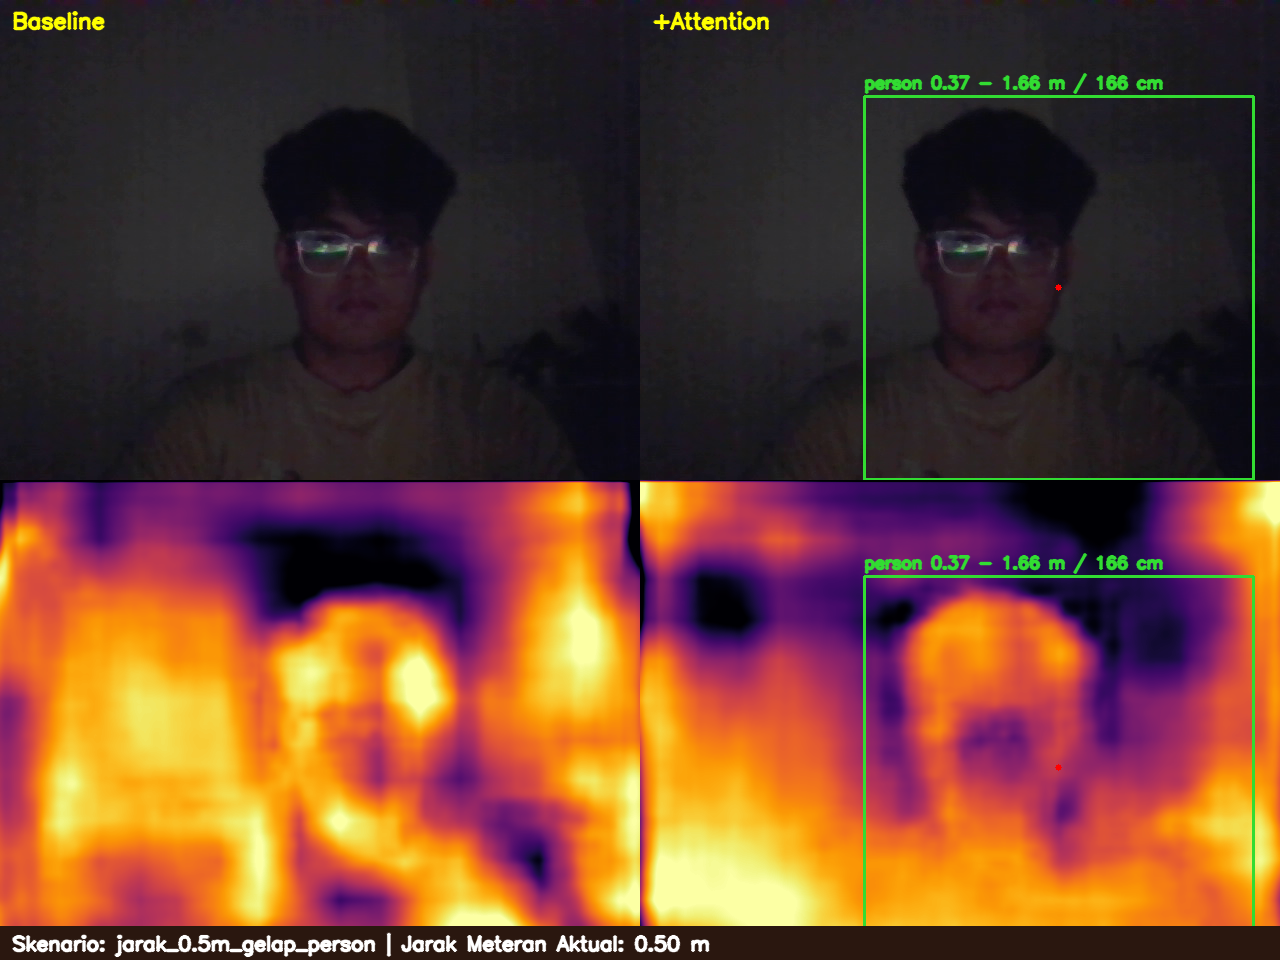 Baseline
+Attention
person 0.37 - 1.66 m / 166 cm
person 0.37 - 1.66 m / 166 cm
Skenario: jarak_0.5m_gelap_person | Jarak Meteran Aktual: 0.50 m